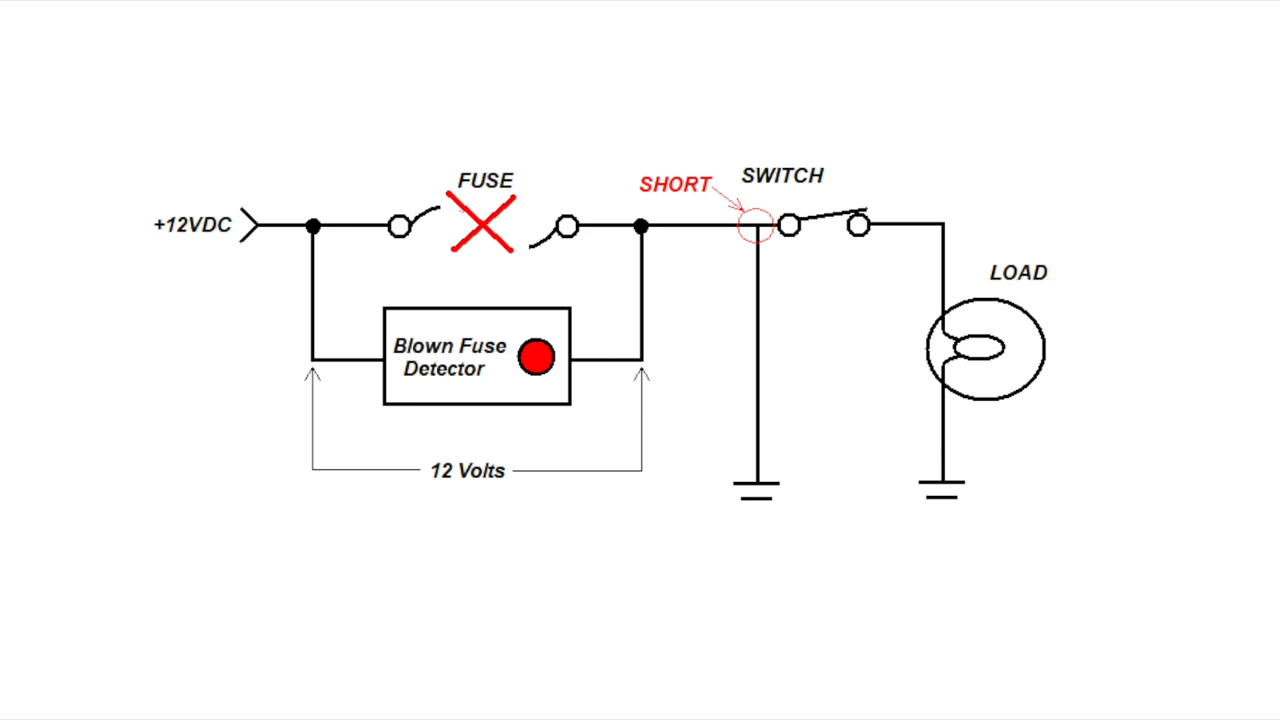 FUSE
SHORT
SWITCH
+12VDC
LOAD
Blown Fuse
Detector
12 Volts